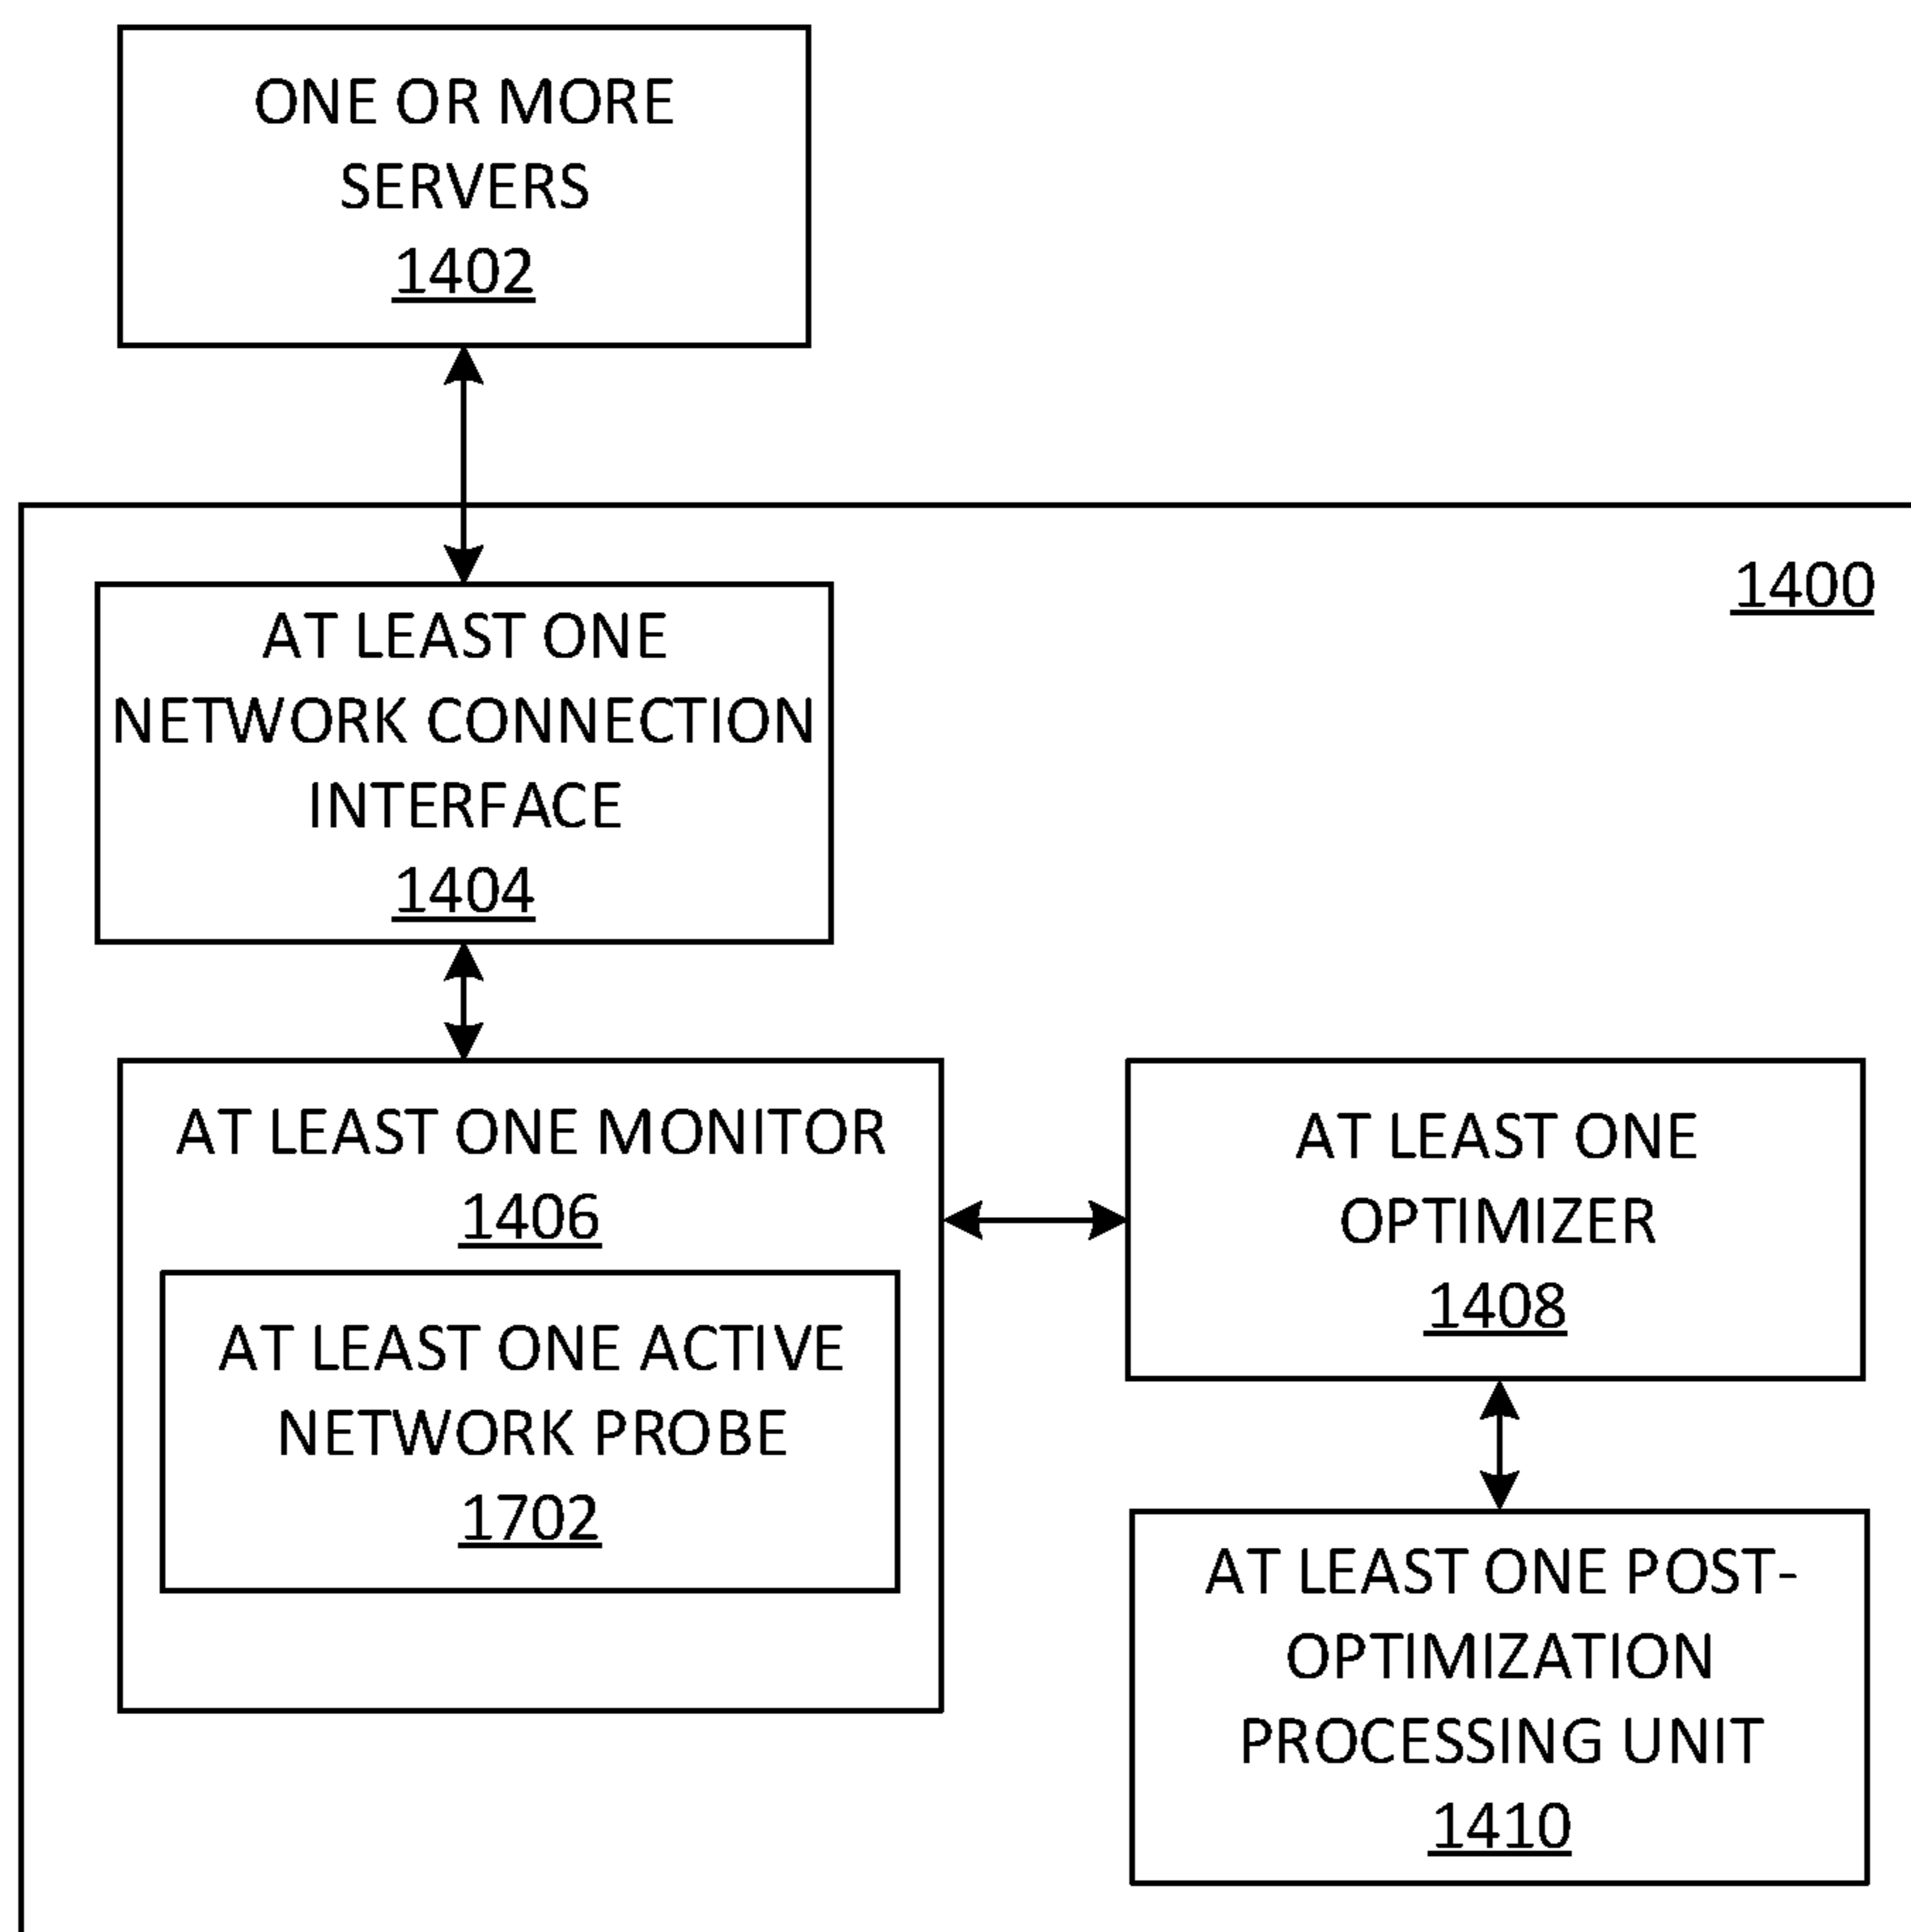 ONE OR MORE
SERVERS
1402
1400
AT LEAST ONE
NETWORK CONNECTION
INTERFACE
1404
AT LEAST ONE MONITOR
1406
AT LEAST ONE ACTIVE
NETWORK PROBE
1702
AT LEAST ONE
OPTIMIZER
1408
AT LEAST ONE POST-
OPTIMIZATION
PROCESSING UNIT
1410